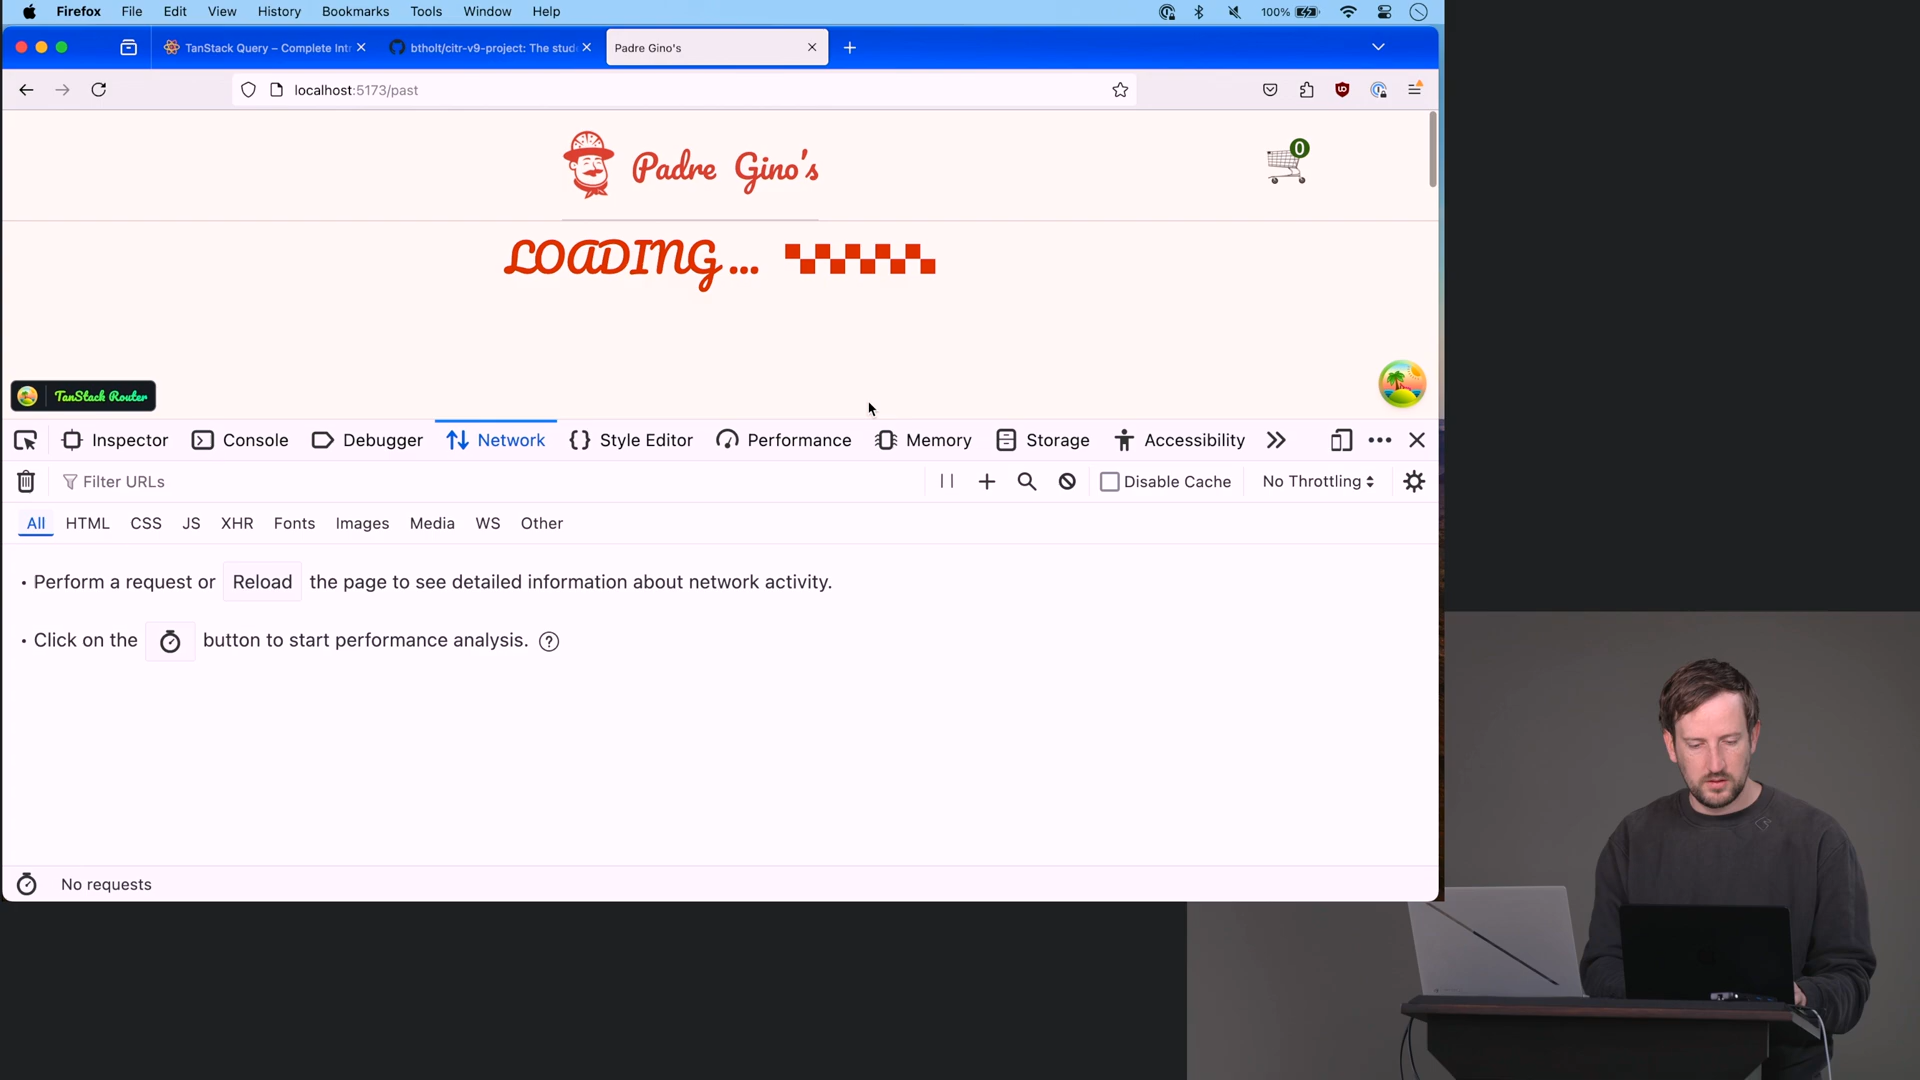 Firefox File Edit View History Bookmarks Tools Window Help 100%
TanStack Query – Complete Int btholt/citr-v9-project: The stud Padre Gino's
localhost:5173/past
Padre Gino's 0
LOADING...
TanStack Router
Inspector Console Debugger Network Style Editor Performance Memory Storage Accessibility
Filter URLs Disable Cache No Throttling
All HTML CSS JS XHR Fonts Images Media WS Other
• Perform a request or Reload the page to see detailed information about network activity.
• Click on the button to start performance analysis. ?
No requests